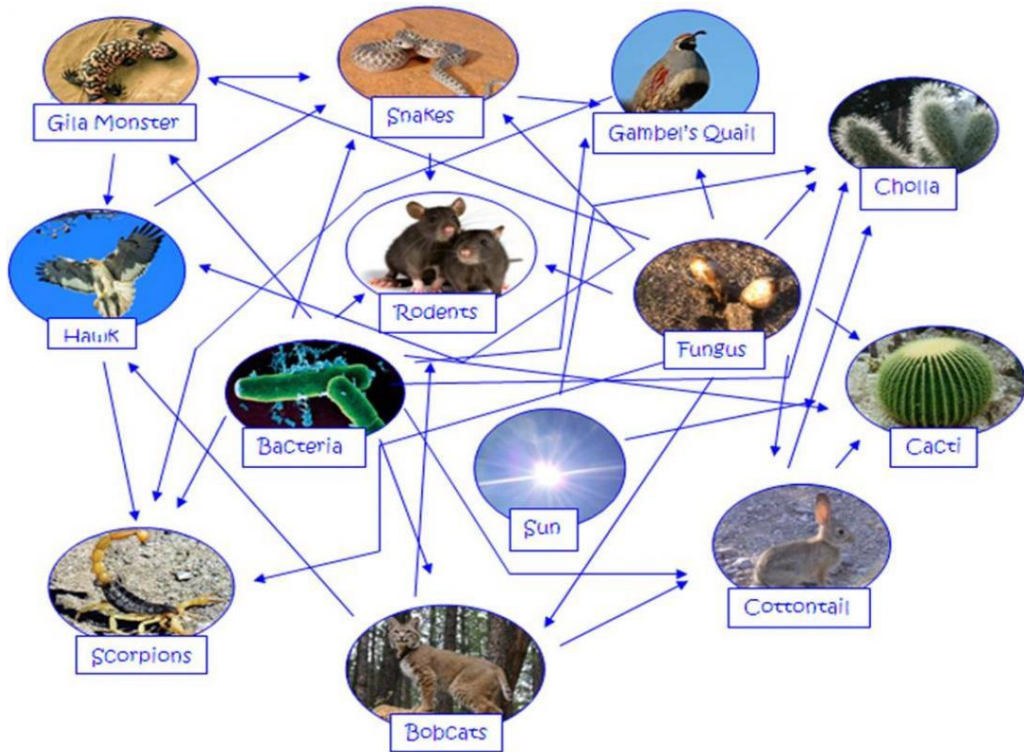 Gila Monster
Snakes
Gambel's Quail
Cholla
Hawk
Rodents
Fungus
Bacteria
Cacti
Sun
Cottontail
Scorpions
Bobcats